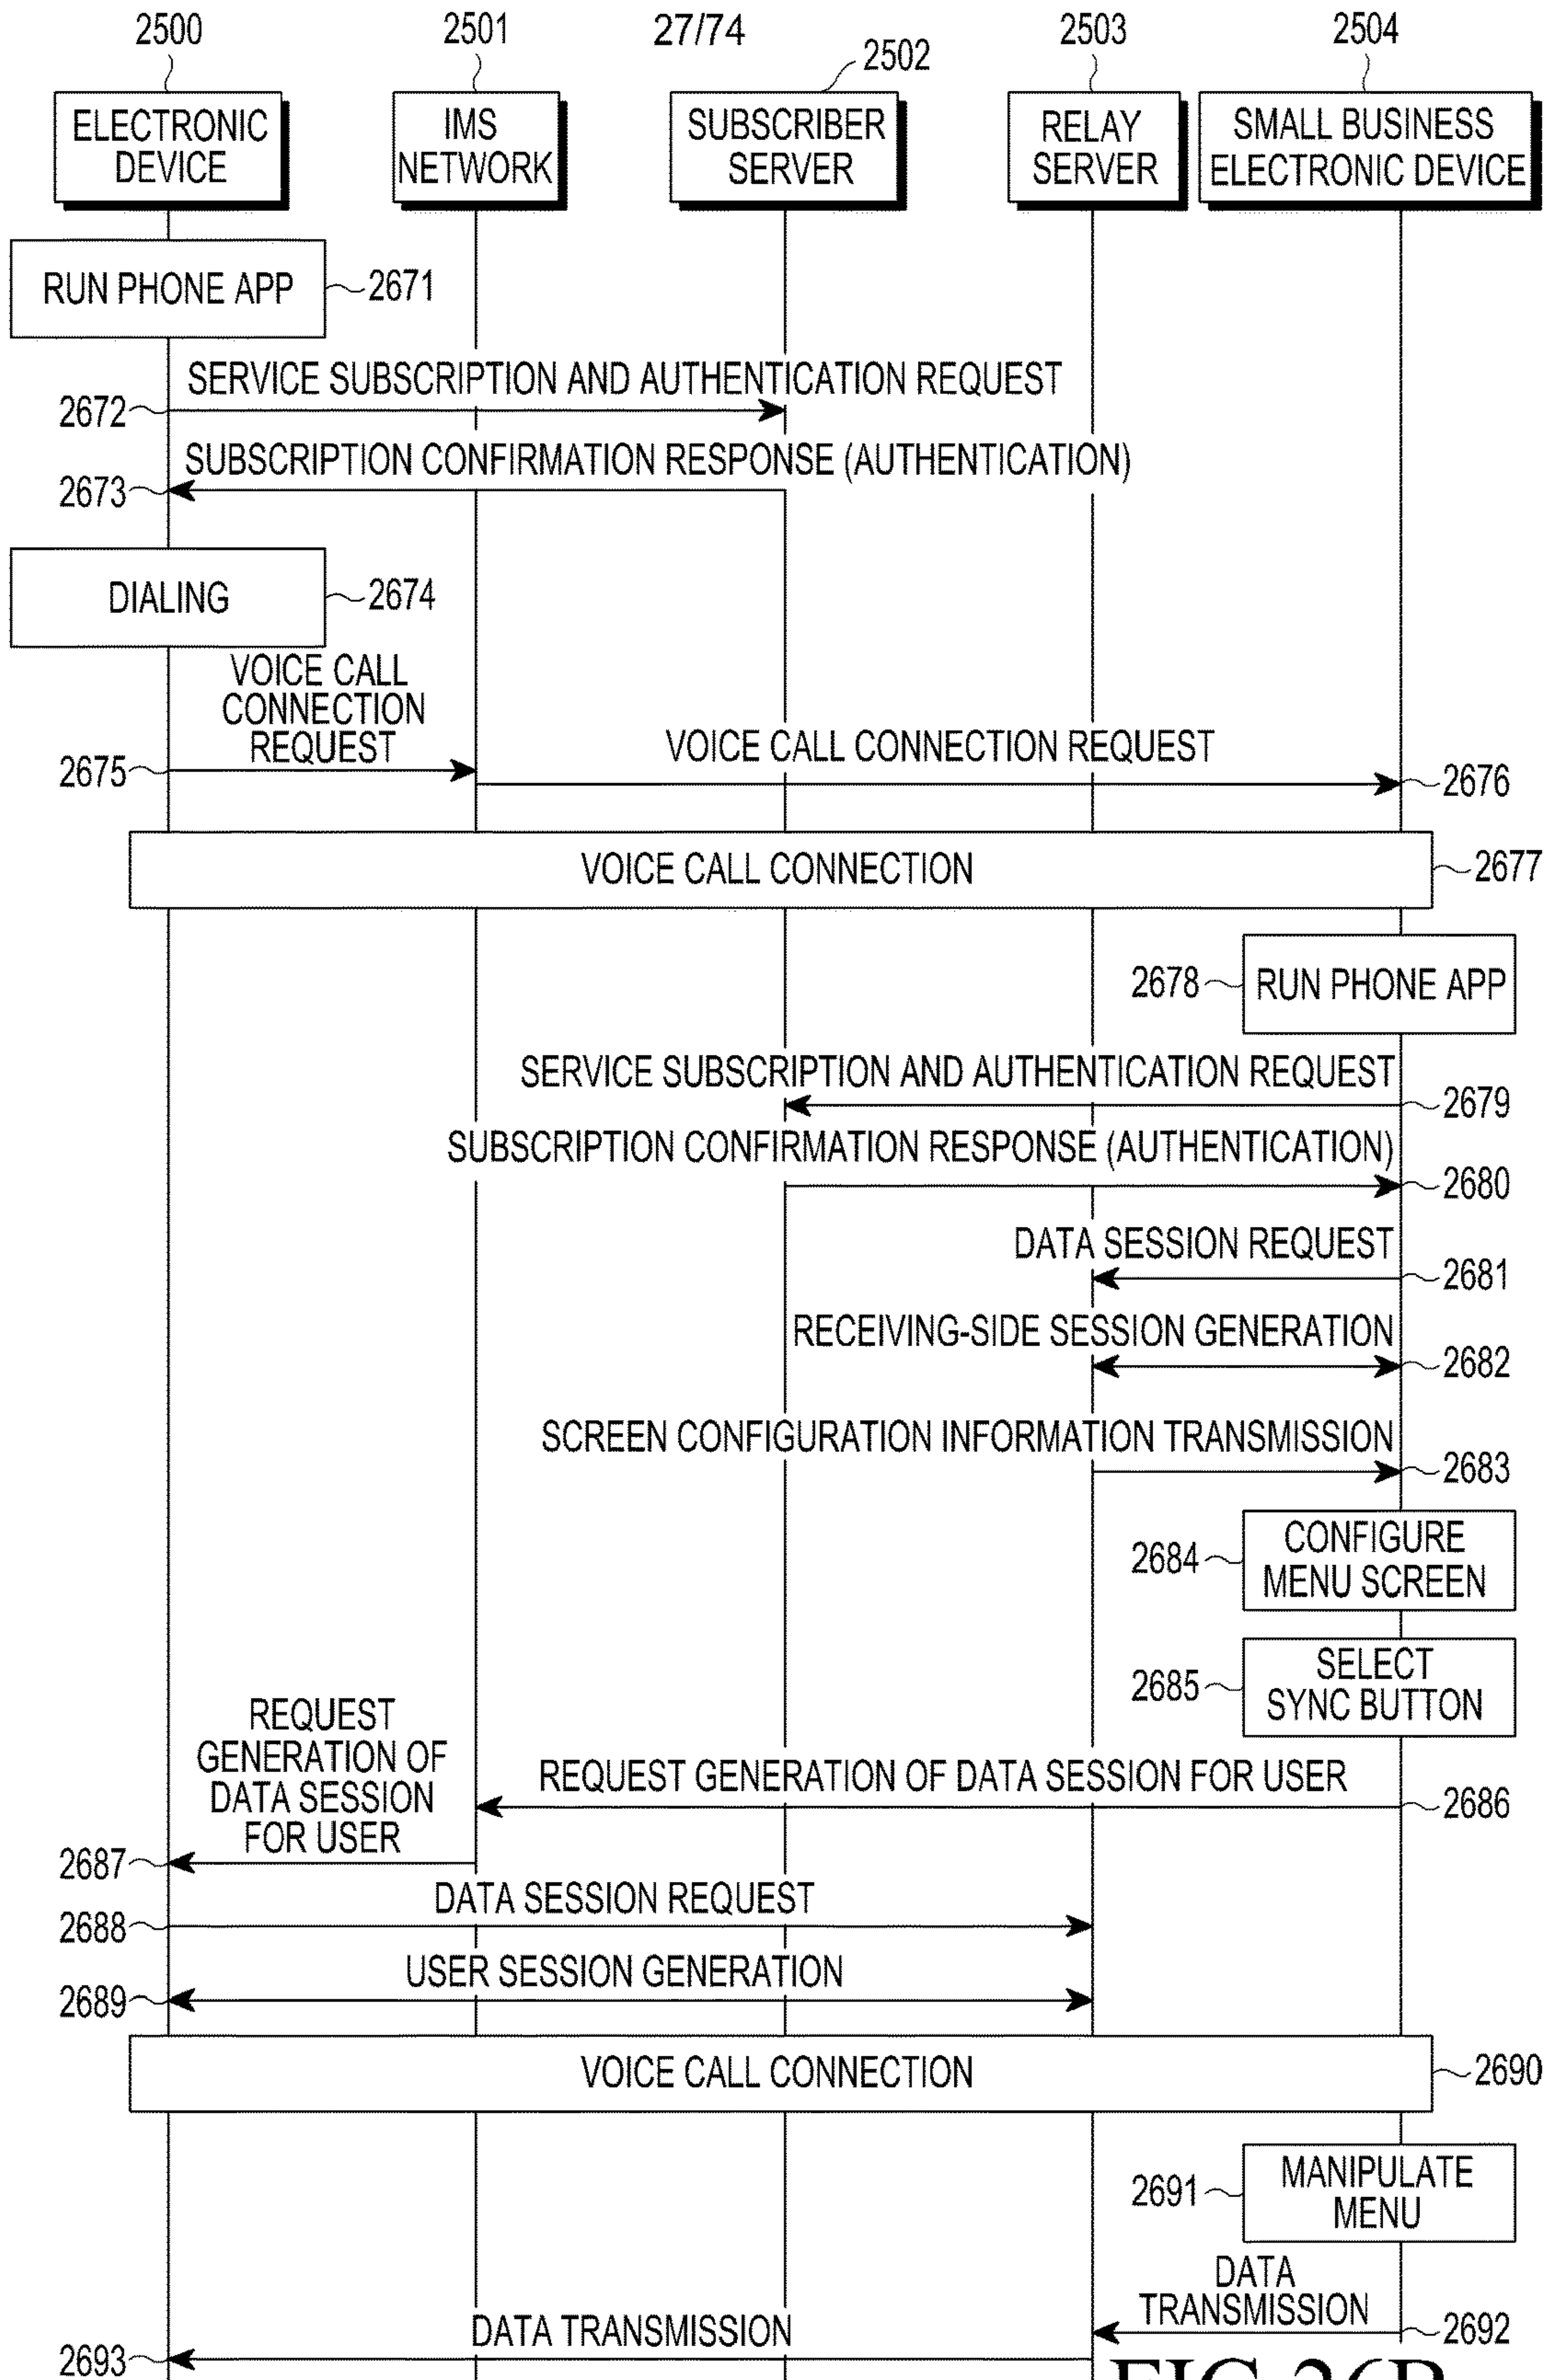 2500
2501
27/74
2502
2503
2504
ELECTRONIC
DEVICE
IMS
NETWORK
SUBSCRIBER
SERVER
RELAY
SERVER
SMALL BUSINESS
ELECTRONIC DEVICE
RUN PHONE APP
2671
SERVICE SUBSCRIPTION AND AUTHENTICATION REQUEST
2672
SUBSCRIPTION CONFIRMATION RESPONSE (AUTHENTICATION)
2673
DIALING
2674
VOICE CALL
CONNECTION
REQUEST
2675
VOICE CALL CONNECTION REQUEST
2676
VOICE CALL CONNECTION
2677
2678
RUN PHONE APP
SERVICE SUBSCRIPTION AND AUTHENTICATION REQUEST
2679
SUBSCRIPTION CONFIRMATION RESPONSE (AUTHENTICATION)
2680
DATA SESSION REQUEST
2681
RECEIVING-SIDE SESSION GENERATION
2682
SCREEN CONFIGURATION INFORMATION TRANSMISSION
2683
2684
CONFIGURE
MENU SCREEN
2685
SELECT
SYNC BUTTON
REQUEST GENERATION OF DATA SESSION FOR USER
2686
REQUEST
GENERATION OF
DATA SESSION
FOR USER
2687
DATA SESSION REQUEST
2688
USER SESSION GENERATION
2689
VOICE CALL CONNECTION
2690
2691
MANIPULATE
MENU
DATA
TRANSMISSION
2692
DATA TRANSMISSION
2693
FIG.26B